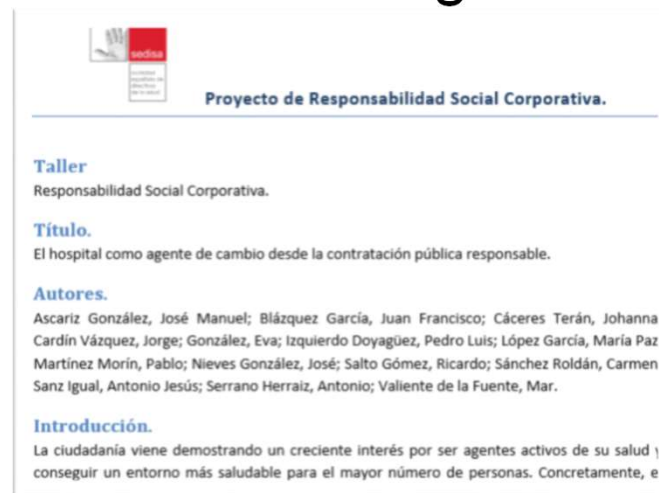 g
sedisa
Proyecto de Responsabilidad Social Corporativa.
Taller
Responsabilidad Social Corporativa.
Título.
El hospital como agente de cambio desde la contratación pública responsable.
Autores.
Ascariz González, José Manuel; Blázquez García, Juan Francisco; Cáceres Terán, Johanna
Cardín Vázquez, Jorge; González, Eva; Izquierdo Doyagüez, Pedro Luis; López García, María Paz
Martínez Morín, Pablo; Nieves González, José; Salto Gómez, Ricardo; Sánchez Roldán, Carmen
Sanz Igual, Antonio Jesús; Serrano Herraiz, Antonio; Valiente de la Fuente, Mar.
Introducción.
La ciudadanía viene demostrando un creciente interés por ser agentes activos de su salud y
conseguir un entorno más saludable para el mayor número de personas. Concretamente, e